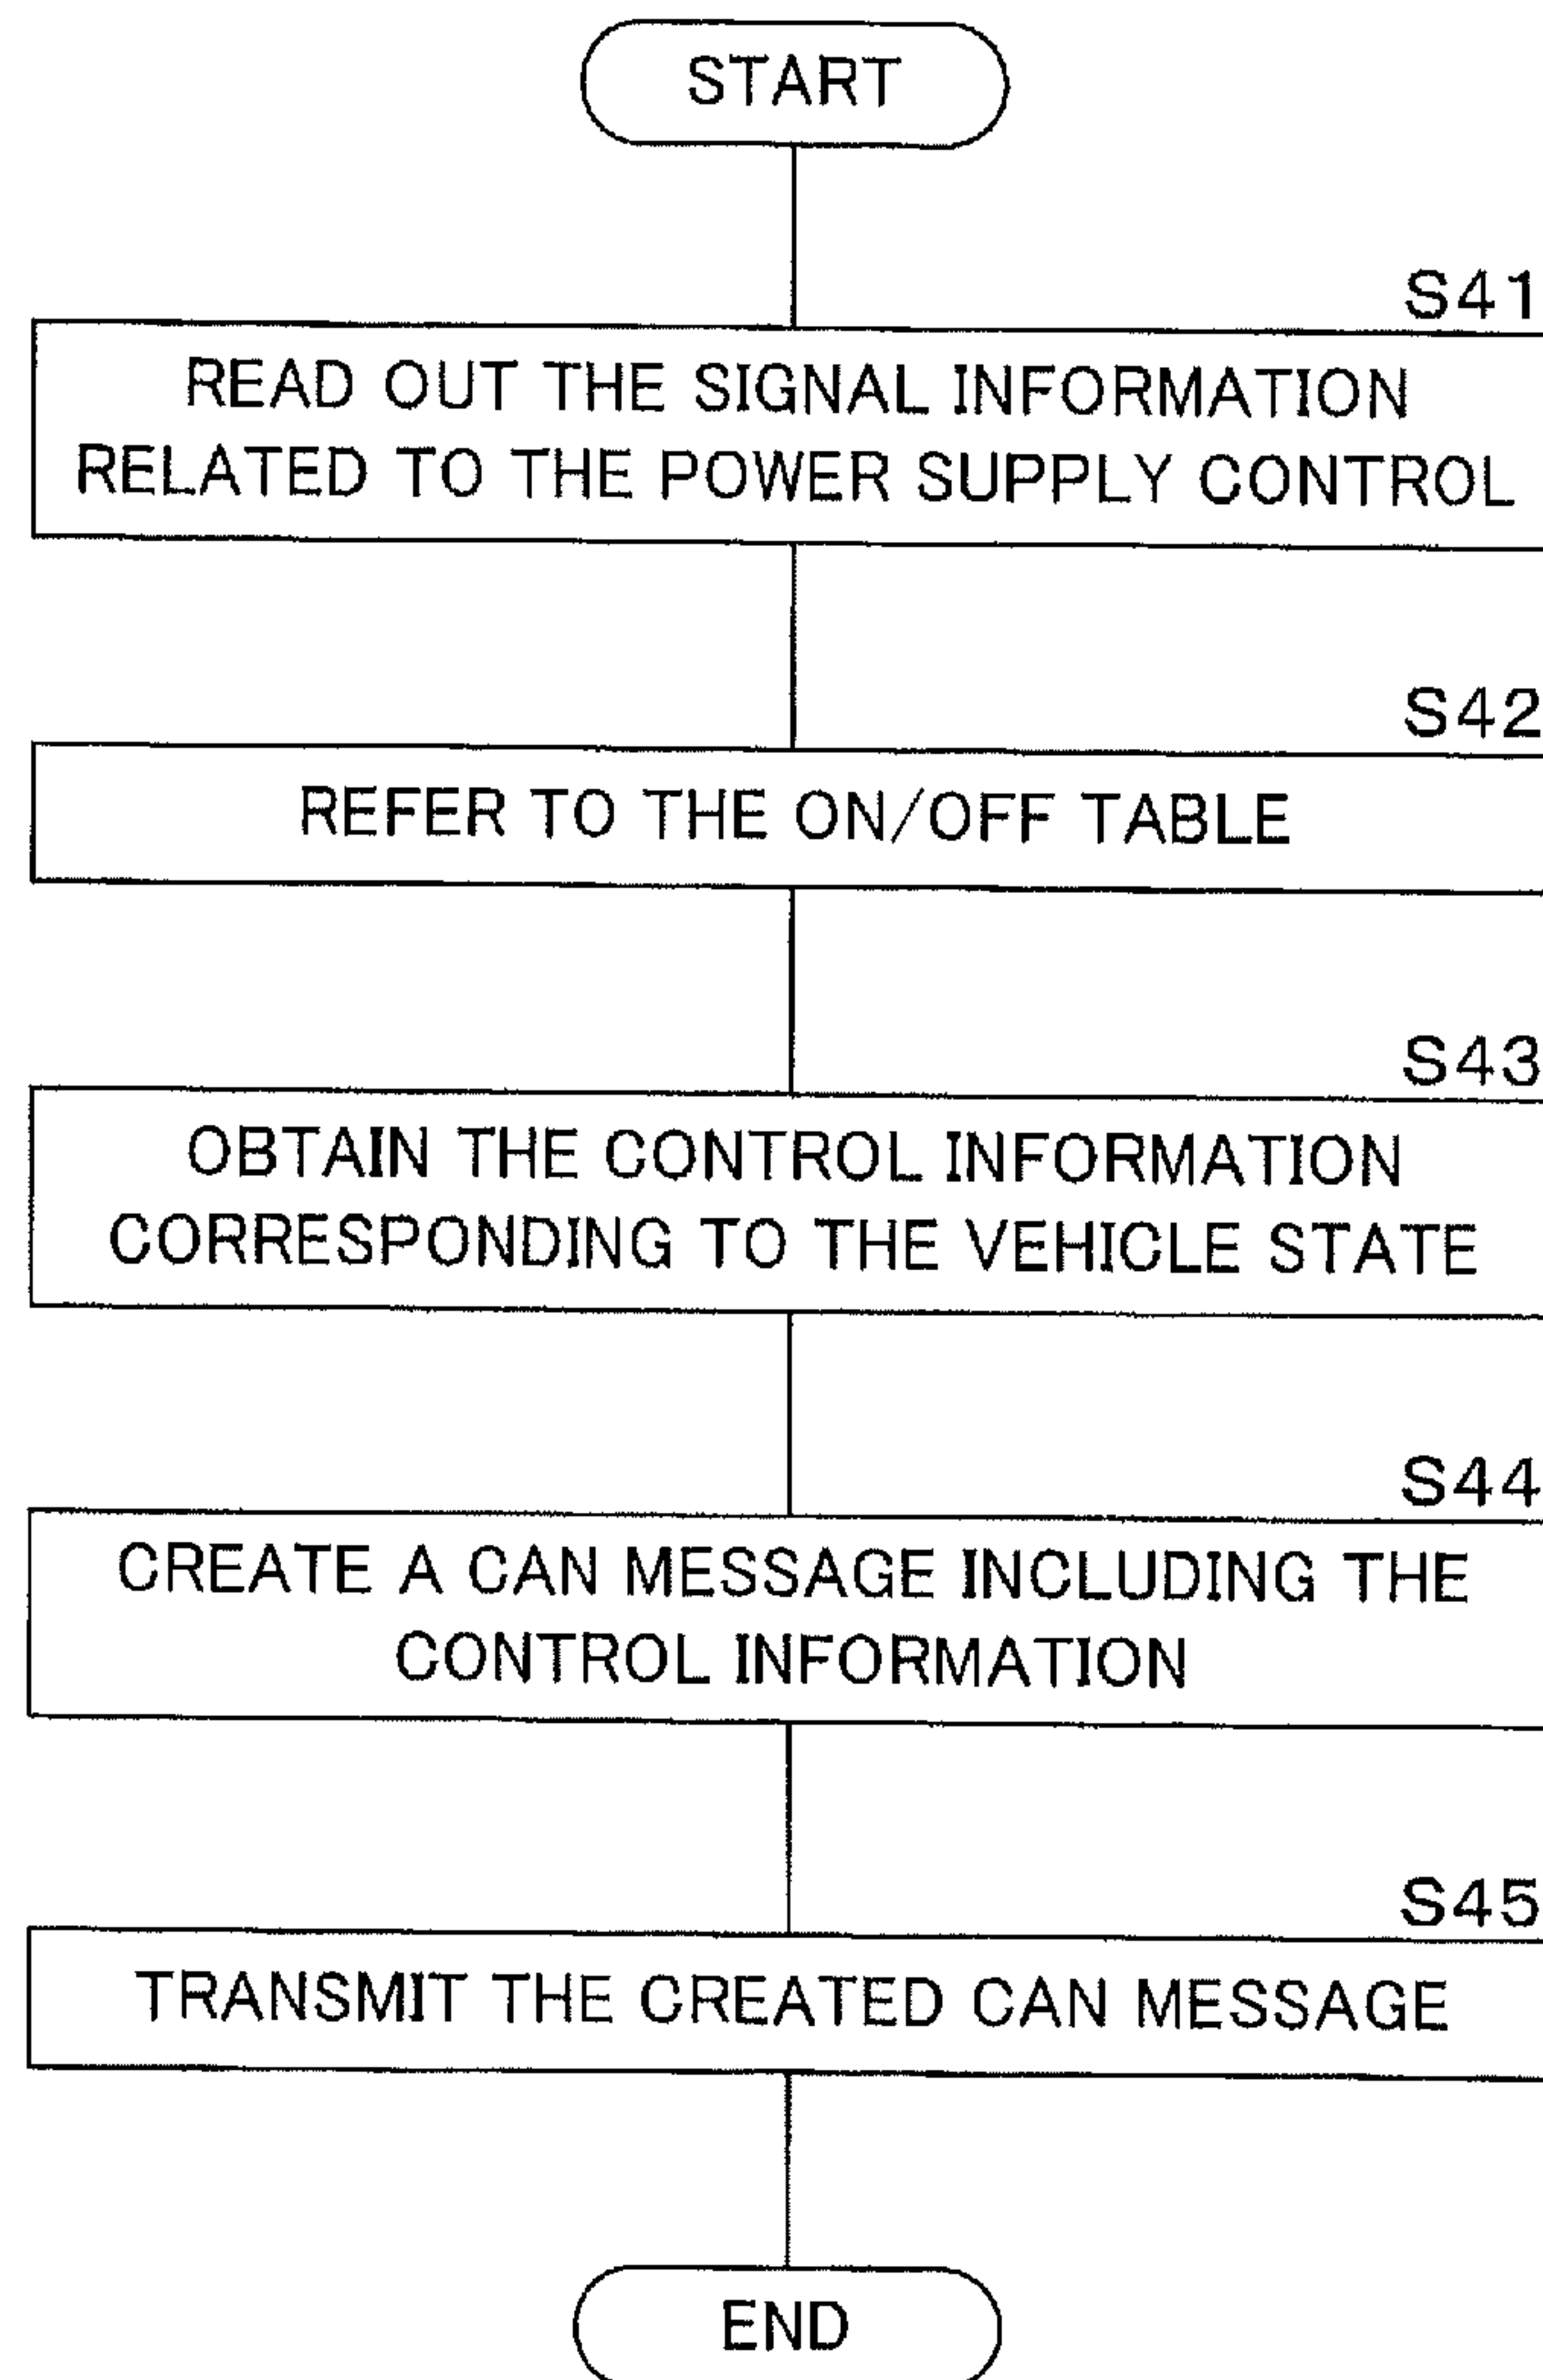 START
S41
READ OUT THE SIGNAL INFORMATION
RELATED TO THE POWER SUPPLY CONTROL
S42
REFER TO THE ON/OFF TABLE
S43
OBTAIN THE CONTROL INFORMATION
CORRESPONDING TO THE VEHICLE STATE
S44
CREATE A CAN MESSAGE INCLUDING THE
CONTROL INFORMATION
S45
TRANSMIT THE CREATED CAN MESSAGE
END